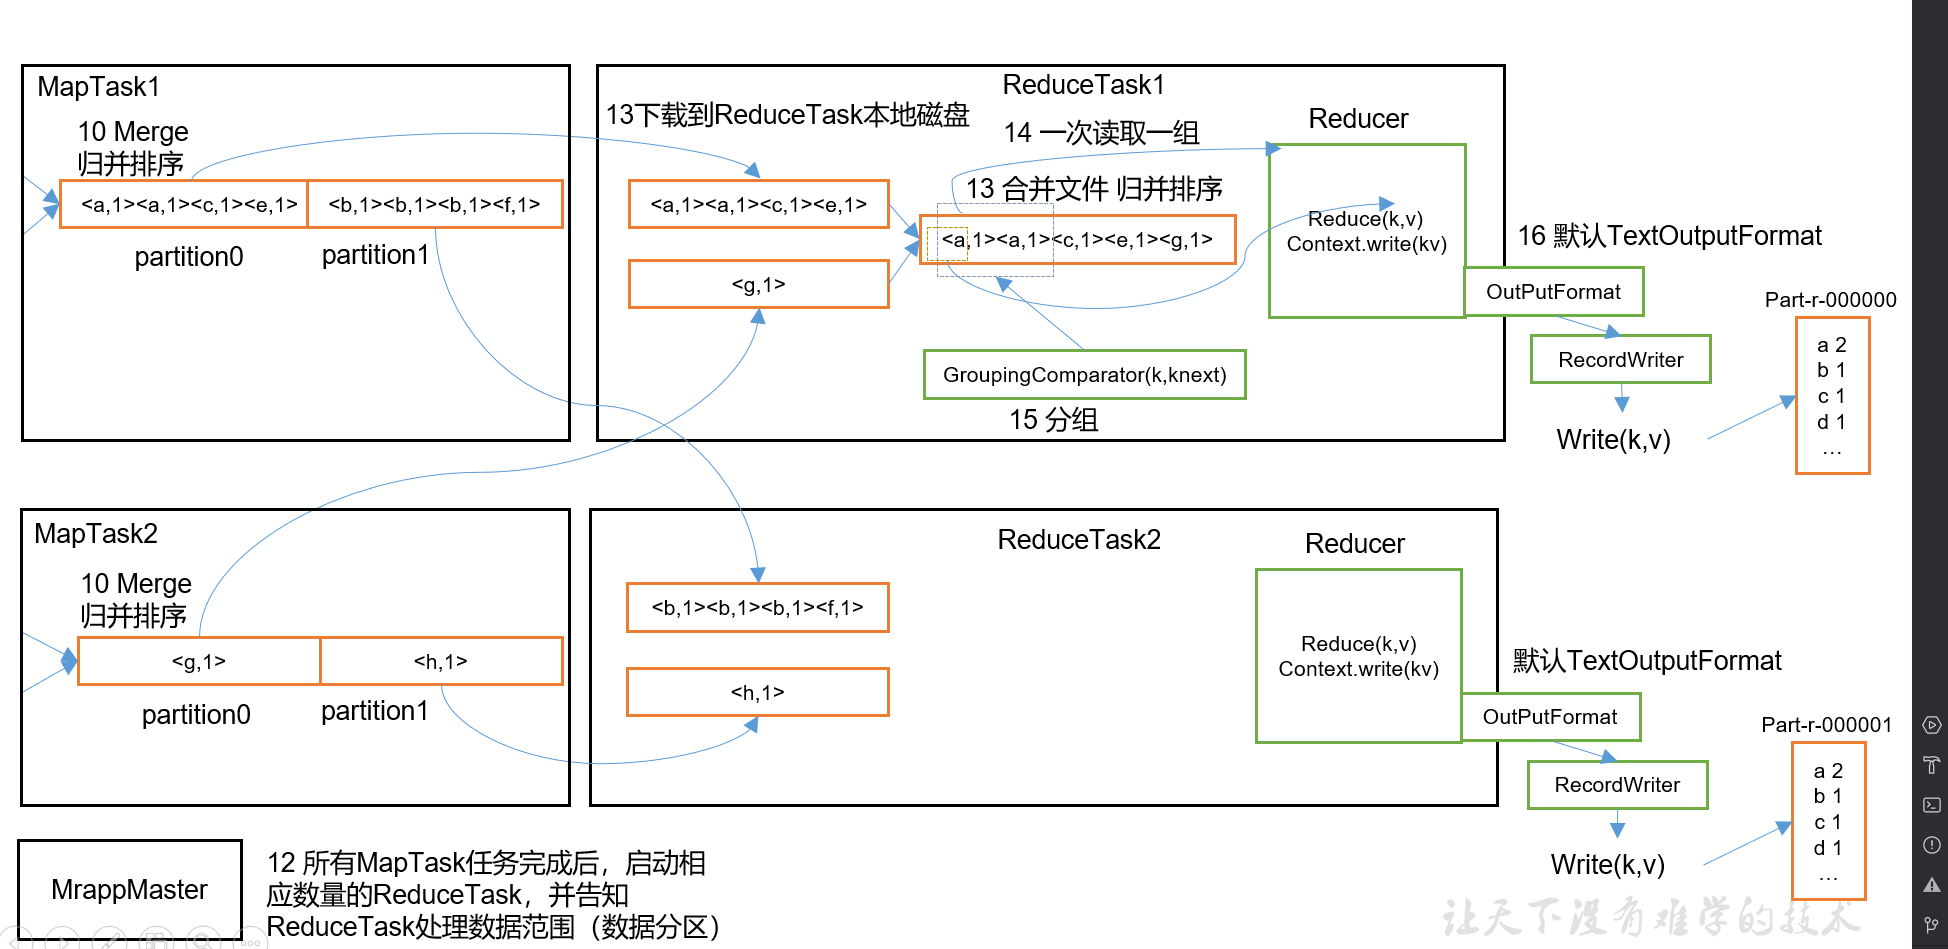 MapTask1
10 Merge
归并排序
<a,1><a,1><c,1><e,1>
<b,1><b,1><b,1><f,1>
partition0
partition1
ReduceTask1
13下载到ReduceTask本地磁盘
14 一次读取一组
Reducer
<a,1><a,1><c,1><e,1>
13 合并文件 归并排序
<a,1><a,1><c,1><e,1><g,1>
<g,1>
Reduce(k,v)
Context.write(kv)
GroupingComparator(k,knext)
15 分组
16 默认TextOutputFormat
OutPutFormat
RecordWriter
Write(k,v)
Part-r-000000
a 2
b 1
c 1
d 1
...
MapTask2
10 Merge
归并排序
<g,1>
<h,1>
partition0
partition1
ReduceTask2
Reducer
<b,1><b,1><b,1><f,1>
<h,1>
Reduce(k,v)
Context.write(kv)
默认TextOutputFormat
OutPutFormat
RecordWriter
Write(k,v)
Part-r-000001
a 2
b 1
c 1
d 1
...
MrappMaster
12 所有MapTask任务完成后，启动相
应数量的ReduceTask，并告知
ReduceTask处理数据范围（数据分区）
让天下没有难学的技术